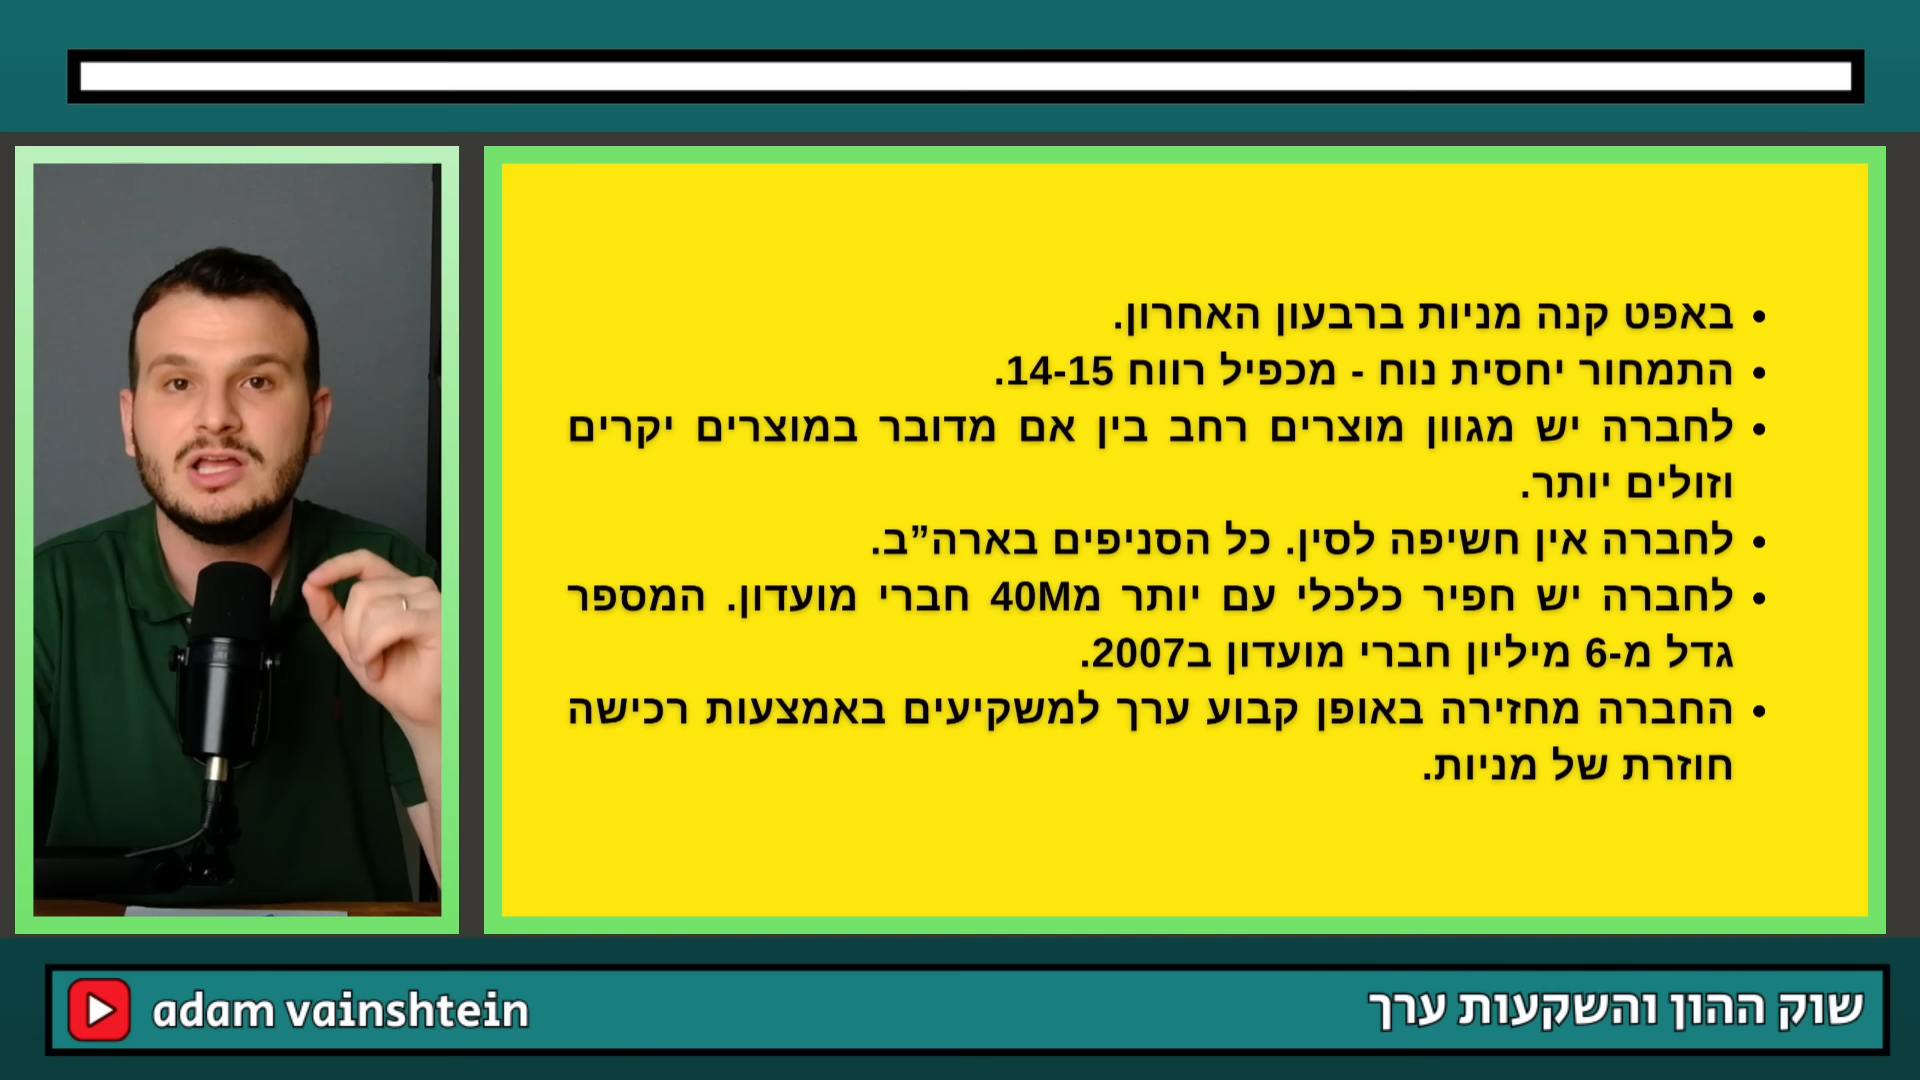 באפט קנה מניות ברבעון האחרון.
התמחור יחסית נוח - מכפיל רווח 14-15.
לחברה יש מגוון מוצרים רחב בין אם מדובר במוצרים יקרים
וזולים יותר.
לחברה אין חשיפה לסין. כל הסניפים בארה”ב.
לחברה יש חפיר כלכלי עם יותר מ40M חברי מועדון. המספר
גדל מ-6 מיליון חברי מועדון ב2007.
החברה מחזירה באופן קבוע ערך למשקיעים באמצעות רכישה
חוזרת של מניות.
adam vainshtein
שוק ההון והשקעות ערך